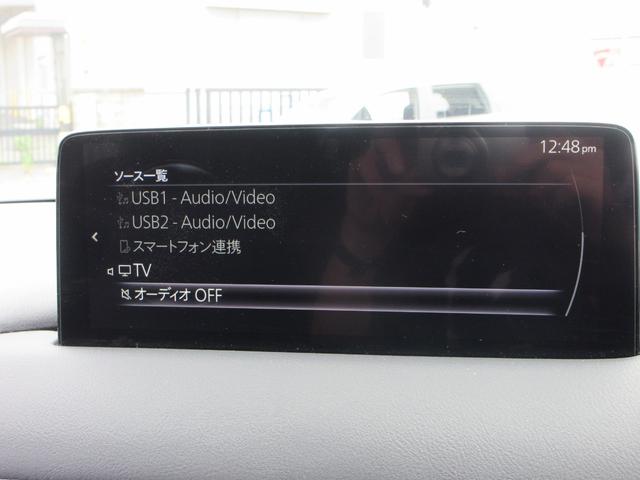 12:48pm
ソース一覧
USB1 - Audio/Video
USB2 - Audio/Video
スマートフォン連携
TV
オーディオ OFF